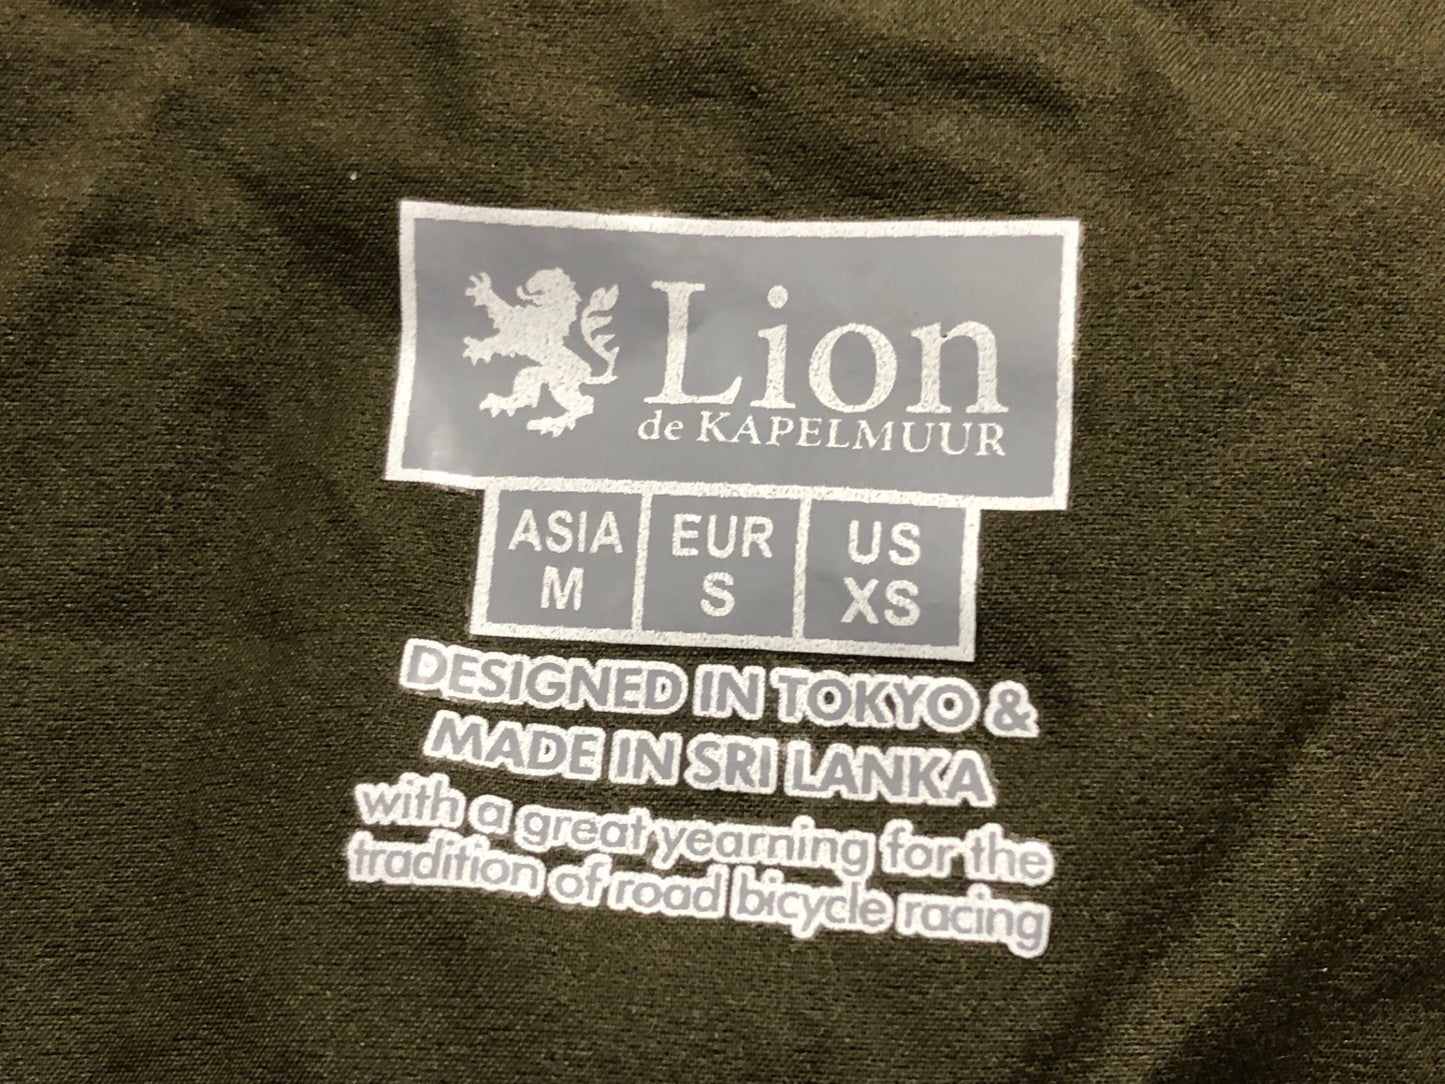 Lion
de KAPELMUUR
ASIA EUR US
M S XS
DESIGNED IN TOKYO &
MADE IN SRI LANKA
with a great yearning for the
tradition of road bicycle racing